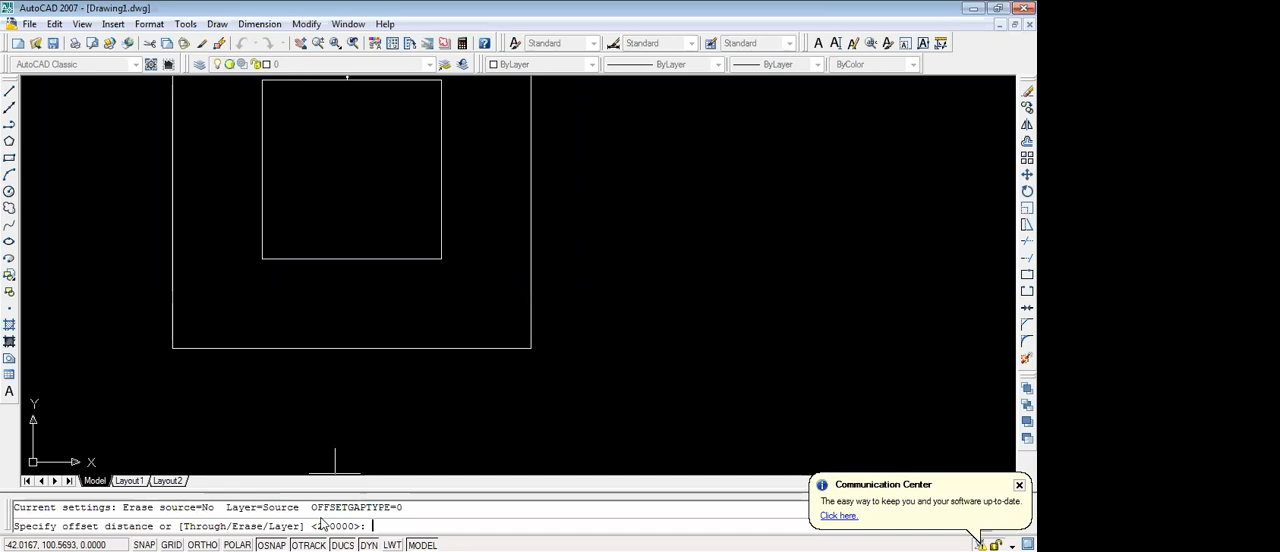 AutoCAD 2007 - [Drawing1.dwg]
File Edit View Insert Format Tools Draw Dimension Modify Window Help
Standard Standard Standard
AutoCAD Classic 0 ByLayer ByLayer ByLayer ByColor
Y
X
Model Layout1 Layout2
Communication Center
The easy way to keep you and your software up-to-date.
Click here.
Current settings: Erase source=No Layer=Source OFFSETGAPTYPE=0
Specify offset distance or [Through/Erase/Layer]
-42.0167, 100.5693, 0.0000 SNAP GRID ORTHO POLAR OSNAP OTRACK DUCS DYN LWT MODEL